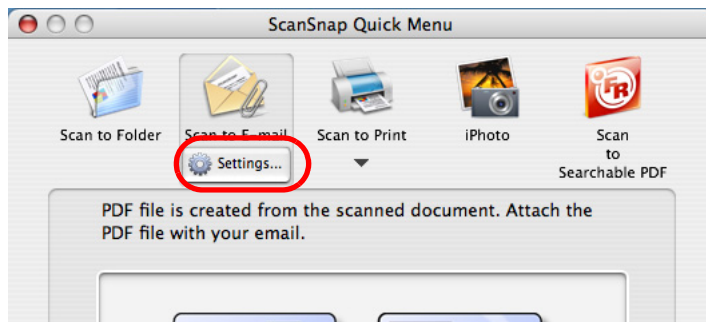 ScanSnap Quick Menu
Scan to Folder
Scan to E-mail
Scan to Print
iPhoto
Scan
to
Searchable PDF
Settings...
PDF file is created from the scanned document. Attach the
PDF file with your email.